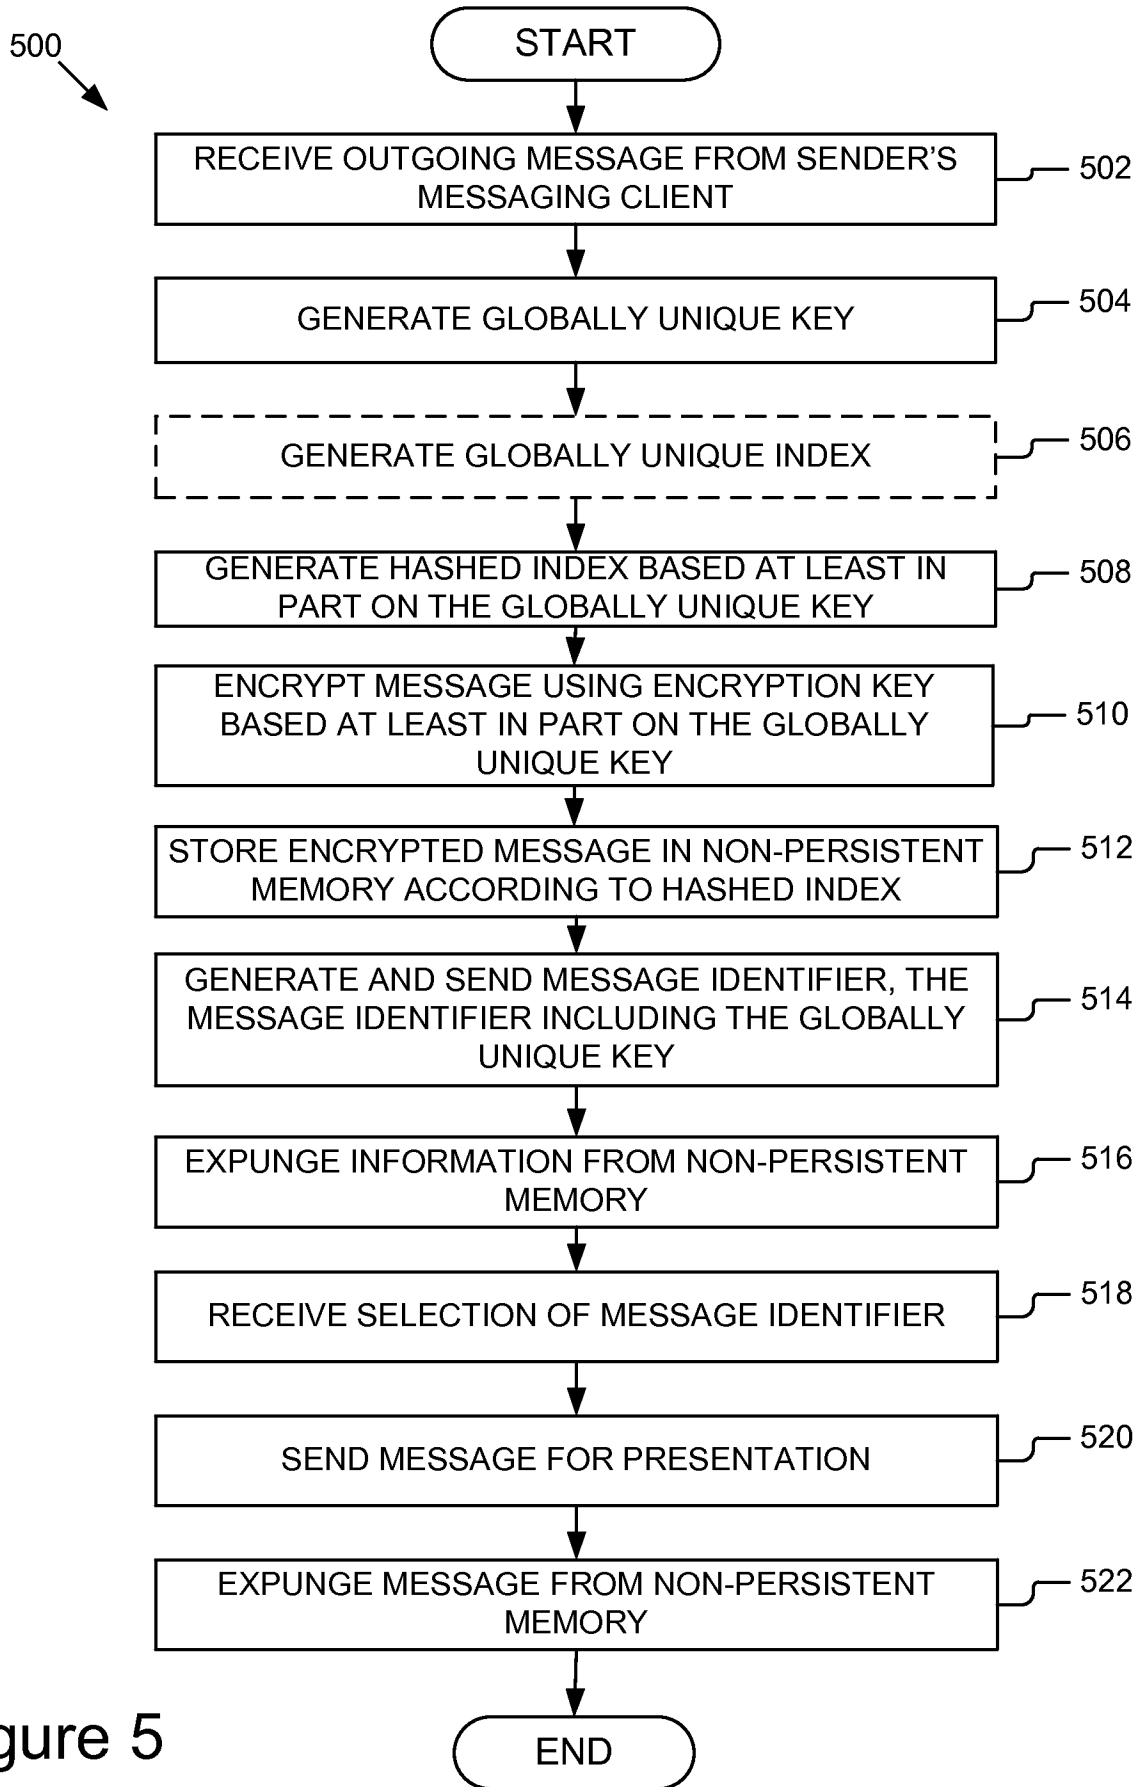 500
START
RECEIVE OUTGOING MESSAGE FROM SENDER'S
MESSAGING CLIENT
502
GENERATE GLOBALLY UNIQUE KEY
504
GENERATE GLOBALLY UNIQUE INDEX
506
GENERATE HASHED INDEX BASED AT LEAST IN
PART ON THE GLOBALLY UNIQUE KEY
508
ENCRYPT MESSAGE USING ENCRYPTION KEY
BASED AT LEAST IN PART ON THE GLOBALLY
UNIQUE KEY
510
STORE ENCRYPTED MESSAGE IN NON-PERSISTENT
MEMORY ACCORDING TO HASHED INDEX
512
GENERATE AND SEND MESSAGE IDENTIFIER, THE
MESSAGE IDENTIFIER INCLUDING THE GLOBALLY
UNIQUE KEY
514
EXPUNGE INFORMATION FROM NON-PERSISTENT
MEMORY
516
RECEIVE SELECTION OF MESSAGE IDENTIFIER
518
SEND MESSAGE FOR PRESENTATION
520
EXPUNGE MESSAGE FROM NON-PERSISTENT
MEMORY
522
END
gure 5